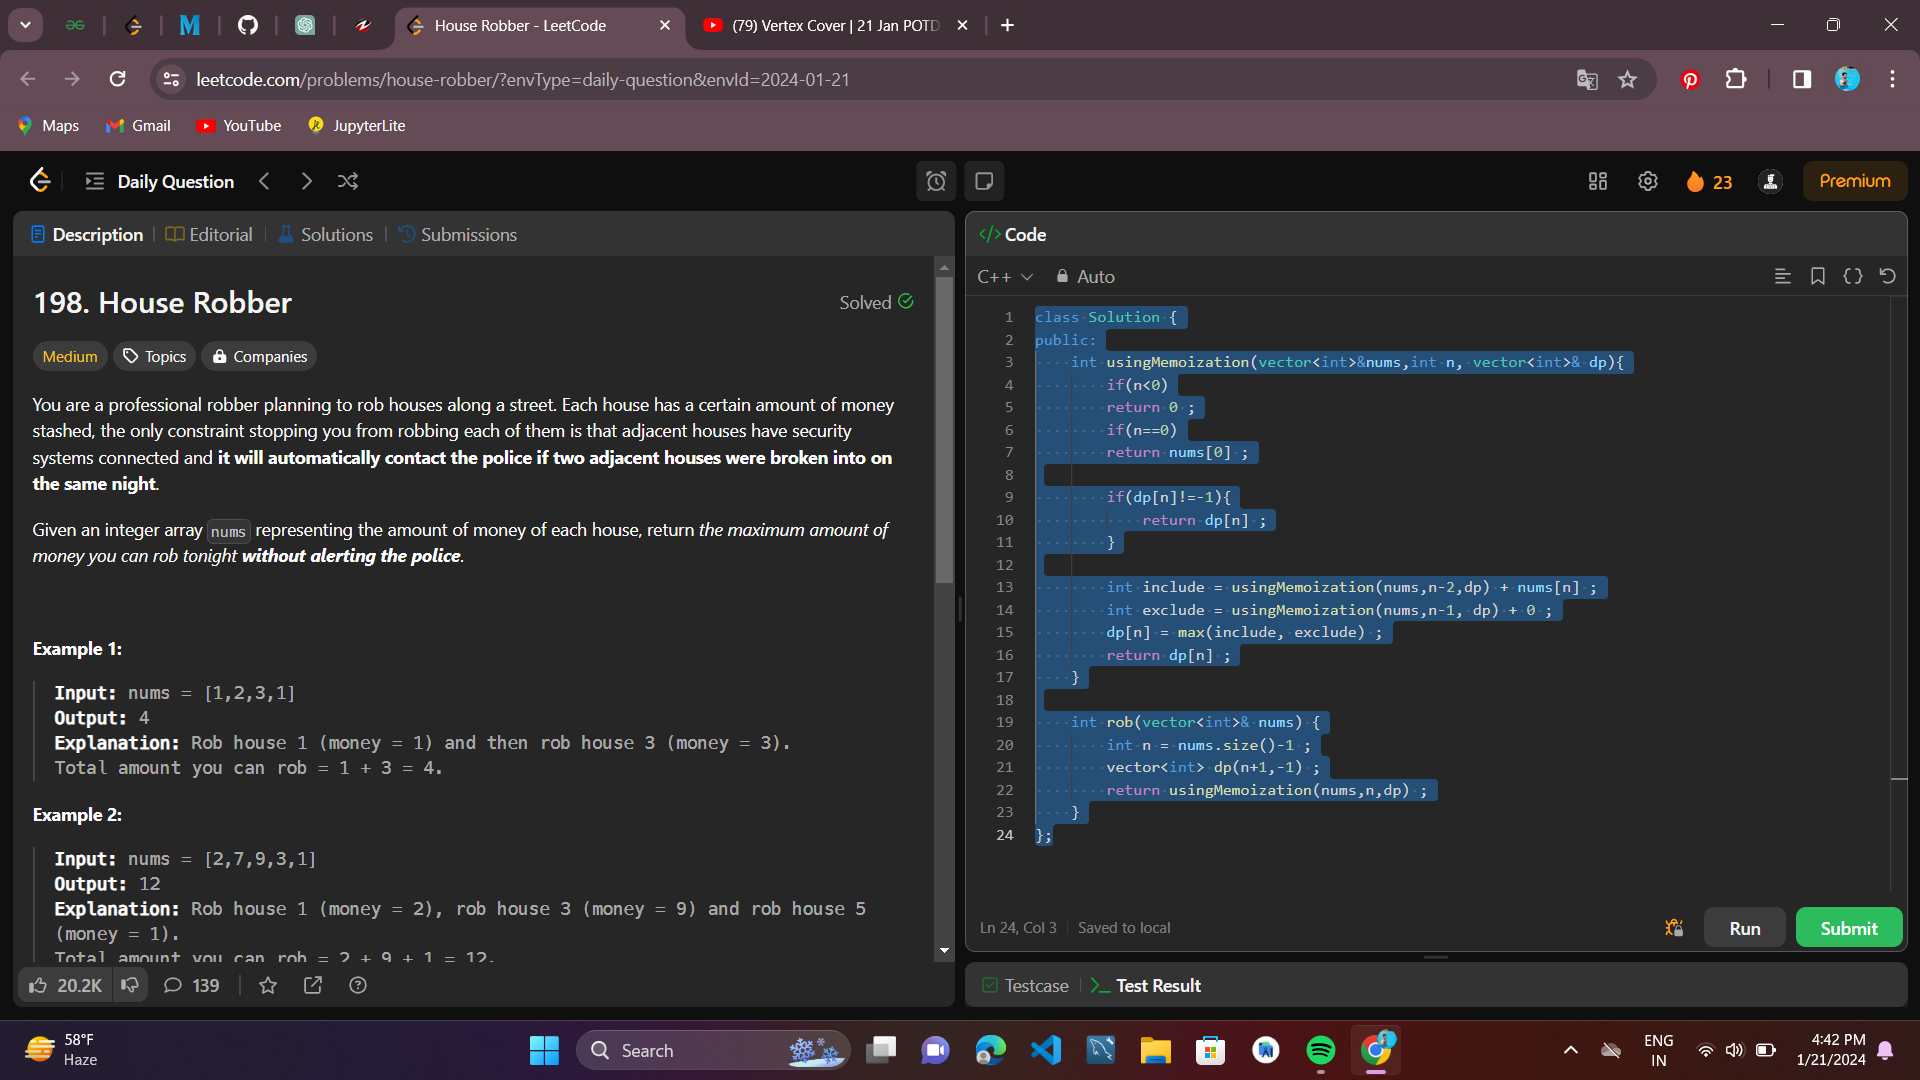 House Robber - LeetCode
(79) Vertex Cover | 21 Jan POTD
leetcode.com/problems/house-robber/?envType=daily-question&envId=2024-01-21
Maps
Gmail
YouTube
JupyterLite
Daily Question
23
Premium
Description
Editorial
Solutions
Submissions
198. House Robber
Solved
Medium
Topics
Companies
You are a professional robber planning to rob houses along a street. Each house has a certain amount of money
stashed, the only constraint stopping you from robbing each of them is that adjacent houses have security
systems connected and it will automatically contact the police if two adjacent houses were broken into on
the same night.
Given an integer array nums representing the amount of money of each house, return the maximum amount of
money you can rob tonight without alerting the police.
Example 1:
Input: nums = [1,2,3,1]
Output: 4
Explanation: Rob house 1 (money = 1) and then rob house 3 (money = 3).
Total amount you can rob = 1 + 3 = 4.
Example 2:
Input: nums = [2,7,9,3,1]
Output: 12
Explanation: Rob house 1 (money = 2), rob house 3 (money = 9) and rob house 5
(money = 1).
Total amount you can rob = 2 + 9 + 1 = 12.
20.2K
139
</> Code
C++
Auto
1 class Solution {
2 public:
3 int usingMemoization(vector<int>&nums,int n, vector<int>& dp){
4 if(n<0)
5 return 0 ;
6 if(n==0)
7 return nums[0] ;
8
9 if(dp[n]!=-1){
10 return dp[n] ;
11 }
12
13 int include = usingMemoization(nums,n-2,dp) + nums[n] ;
14 int exclude = usingMemoization(nums,n-1, dp) + 0 ;
15 dp[n] = max(include, exclude) ;
16 return dp[n] ;
17 }
18
19 int rob(vector<int>& nums) {
20 int n = nums.size()-1 ;
21 vector<int> dp(n+1,-1) ;
22 return usingMemoization(nums,n,dp) ;
23 }
24 };
Ln 24, Col 3
Saved to local
Run
Submit
Testcase
Test Result
58°F
Haze
Search
ENG
IN
4:42 PM
1/21/2024